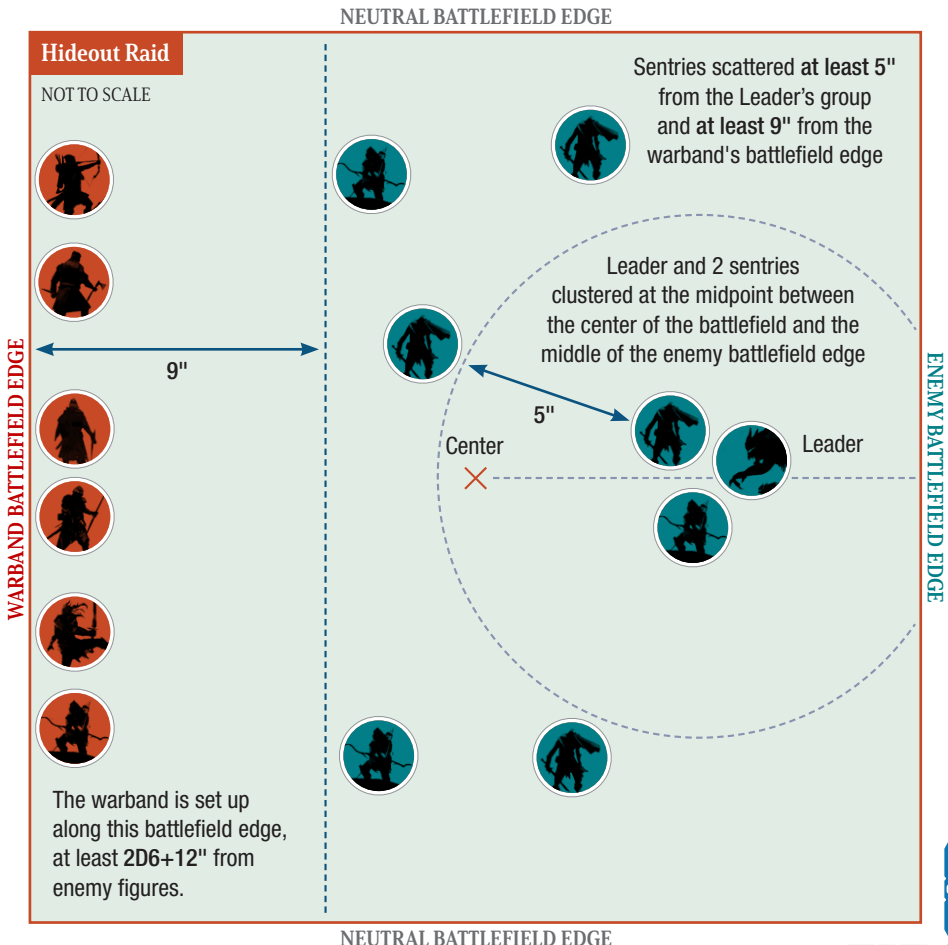 NEUTRAL BATTLEFIELD EDGE
Hideout Raid
NOT TO SCALE
Sentries scattered at least 5"
from the Leader’s group
and at least 9" from the
warband's battlefield edge
Leader and 2 sentries
clustered at the midpoint between
the center of the battlefield and the
middle of the enemy battlefield edge
WARBAND BATTLEFIELD EDGE
9"
5"
Center
Leader
ENEMY BATTLEFIELD EDGE
The warband is set up
along this battlefield edge,
at least 2D6+12" from
enemy figures.
NEUTRAL BATTLEFIELD EDGE